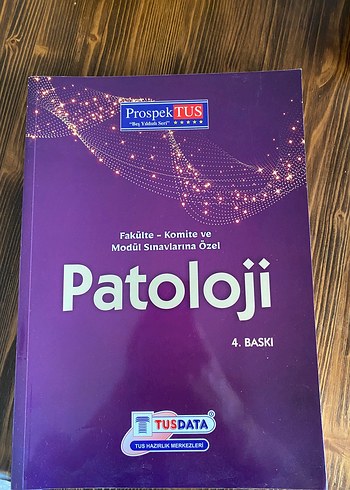 ProspekTUS
"Beş Yıldızlı Seri" ★★★★★
Fakülte - Komite ve
Modül Sınavlarına Özel
Patoloji
4. BASKI
TUSDATA®
TUS HAZIRLIK MERKEZLERİ